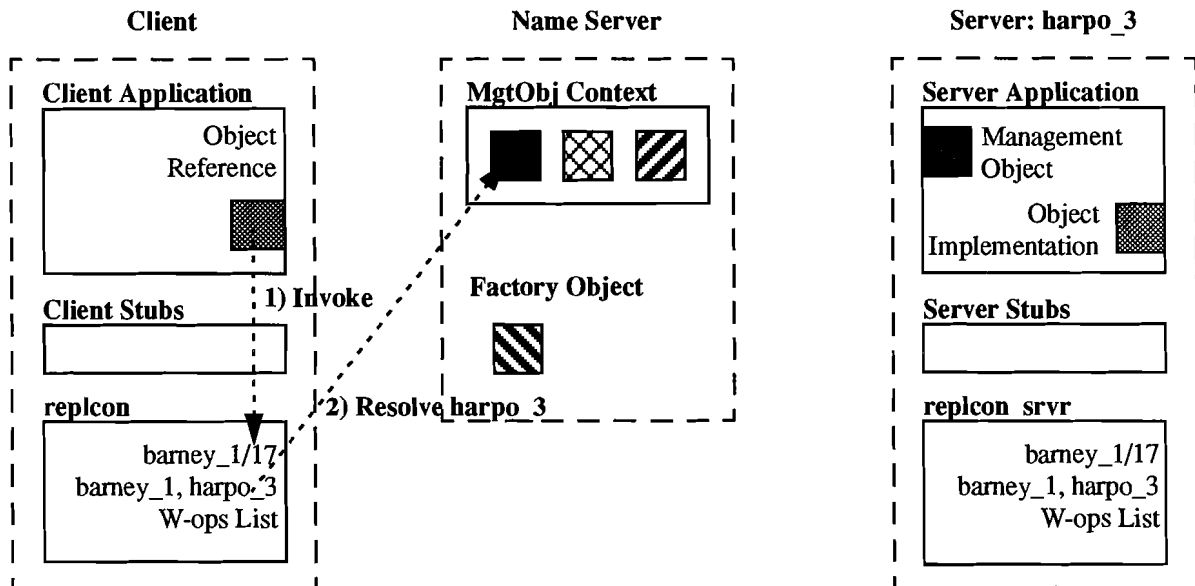 Client
Name Server
Server: harpo_3
Client Application
Object
Reference
1) Invoke
Client Stubs
replcon
barney_1/17
barney_1, harpo_3
W-ops List
MgtObj Context
Factory Object
2) Resolve harpo_3
Server Application
Management
Object
Object
Implementation
Server Stubs
replcon_srvr
barney_1/17
barney_1, harpo_3
W-ops List